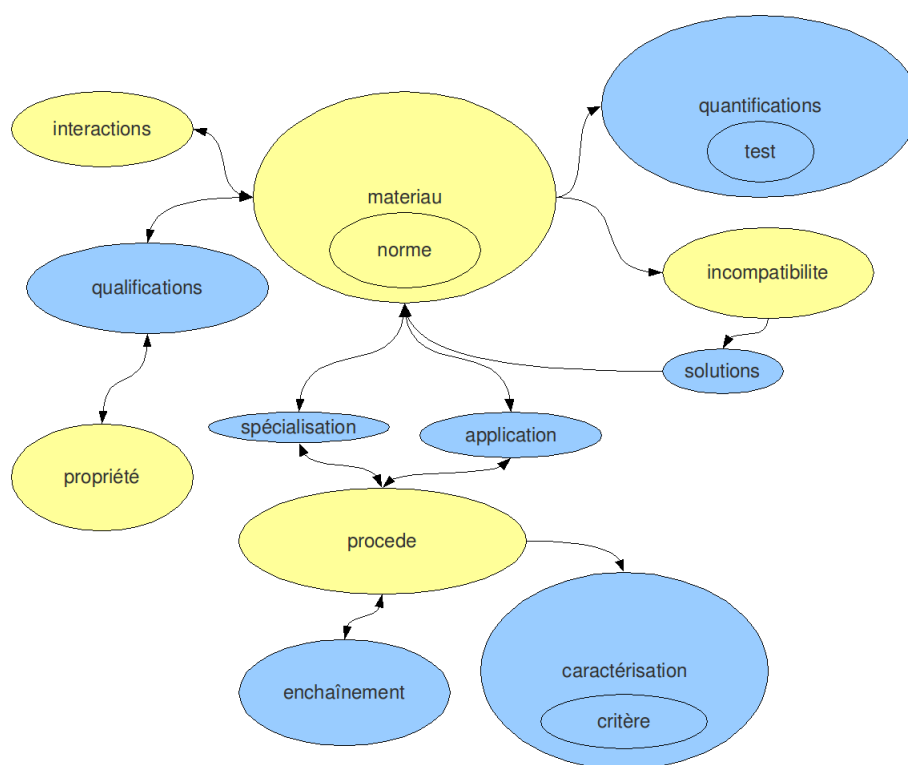 quantifications
interactions
test
materiau
norme
incompatibilite
qualifications
solutions
spécialisation
application
propriété
procede
caractérisation
enchaînement
critère